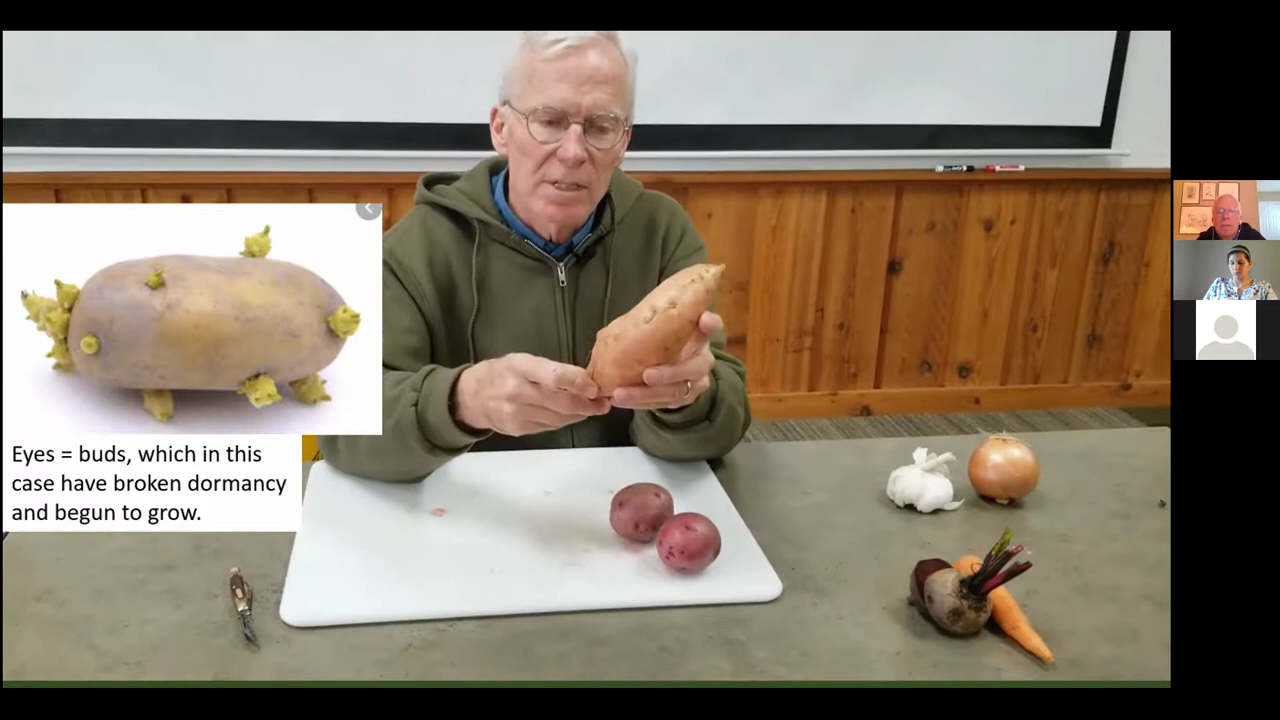 Eyes = buds, which in this
case have broken dormancy
and begun to grow.